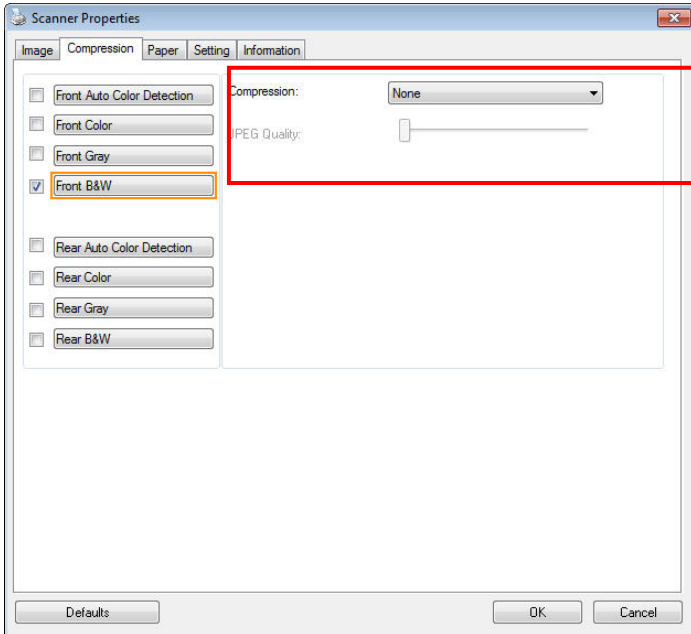 Scanner Properties
Image Compression Paper Setting Information
Front Auto Color Detection
Front Color
Front Gray
Front B&W
Rear Auto Color Detection
Rear Color
Rear Gray
Rear B&W
Compression: None
JPEG Quality:
Defaults OK Cancel